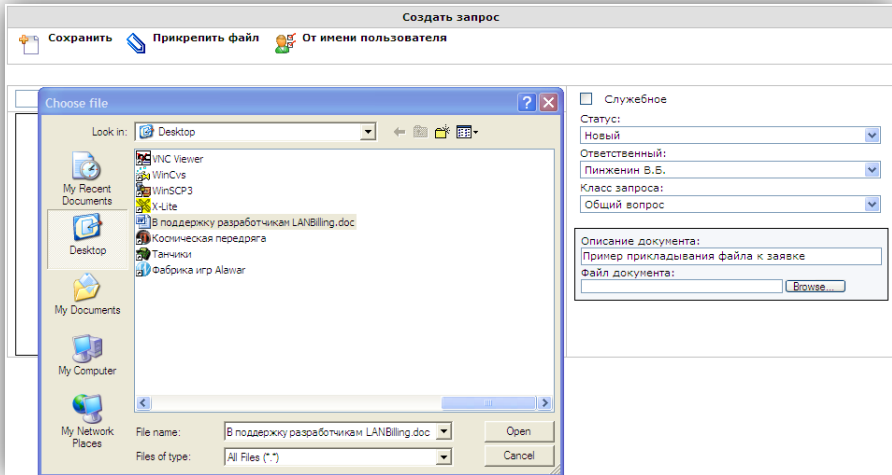 Создать запрос
Сохранить Прикрепить файл От имени пользователя
Choose file
Look in: Desktop
My Recent Documents
Desktop
My Documents
My Computer
My Network Places
VNC Viewer
WinCvs
WinSCP3
X-Lite
В поддержку разработчикам LANBilling.doc
Космическая передряга
Танчики
Фабрика игр Alawar
File name: В поддержку разработчикам LANBilling.doc Open
Files of type: All Files (*.*) Cancel
Служебное
Статус:
Новый
Ответственный:
Пинженин В.Б.
Класс запроса:
Общий вопрос
Описание документа:
Пример прикладывания файла к заявке
Файл документа:
Browse...